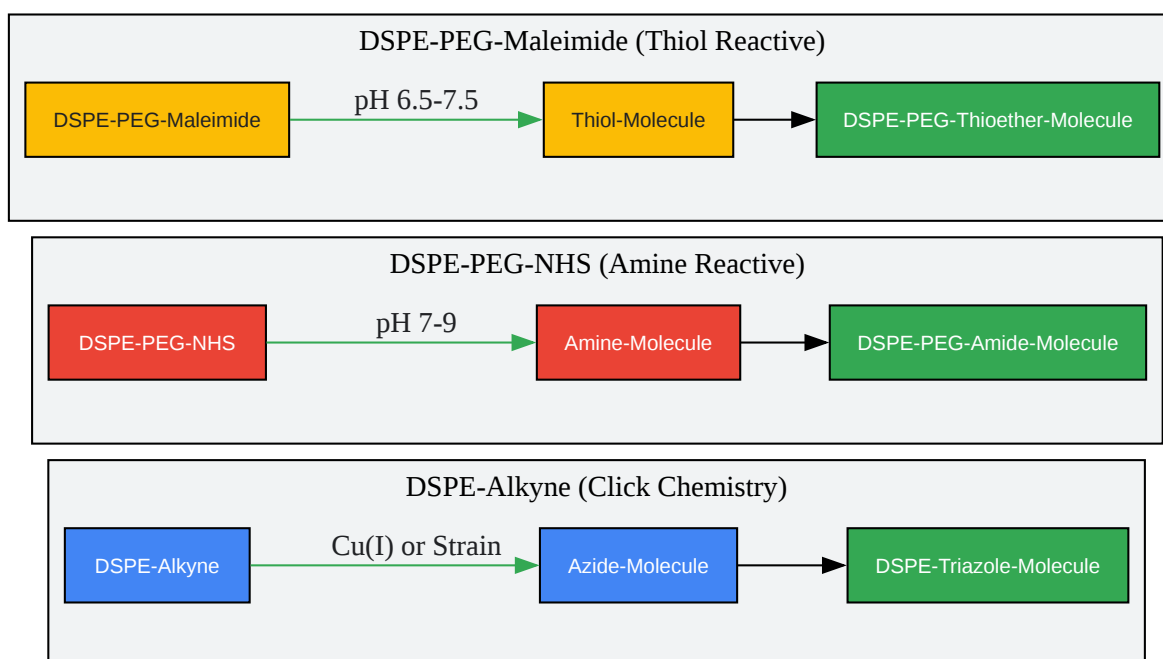 DSPE-PEG-Maleimide (Thiol Reactive)
DSPE-PEG-Maleimide
pH 6.5-7.5
Thiol-Molecule
DSPE-PEG-Thioether-Molecule
DSPE-PEG-NHS (Amine Reactive)
DSPE-PEG-NHS
pH 7-9
Amine-Molecule
DSPE-PEG-Amide-Molecule
DSPE-Alkyne (Click Chemistry)
DSPE-Alkyne
Cu(I) or Strain
Azide-Molecule
DSPE-Triazole-Molecule